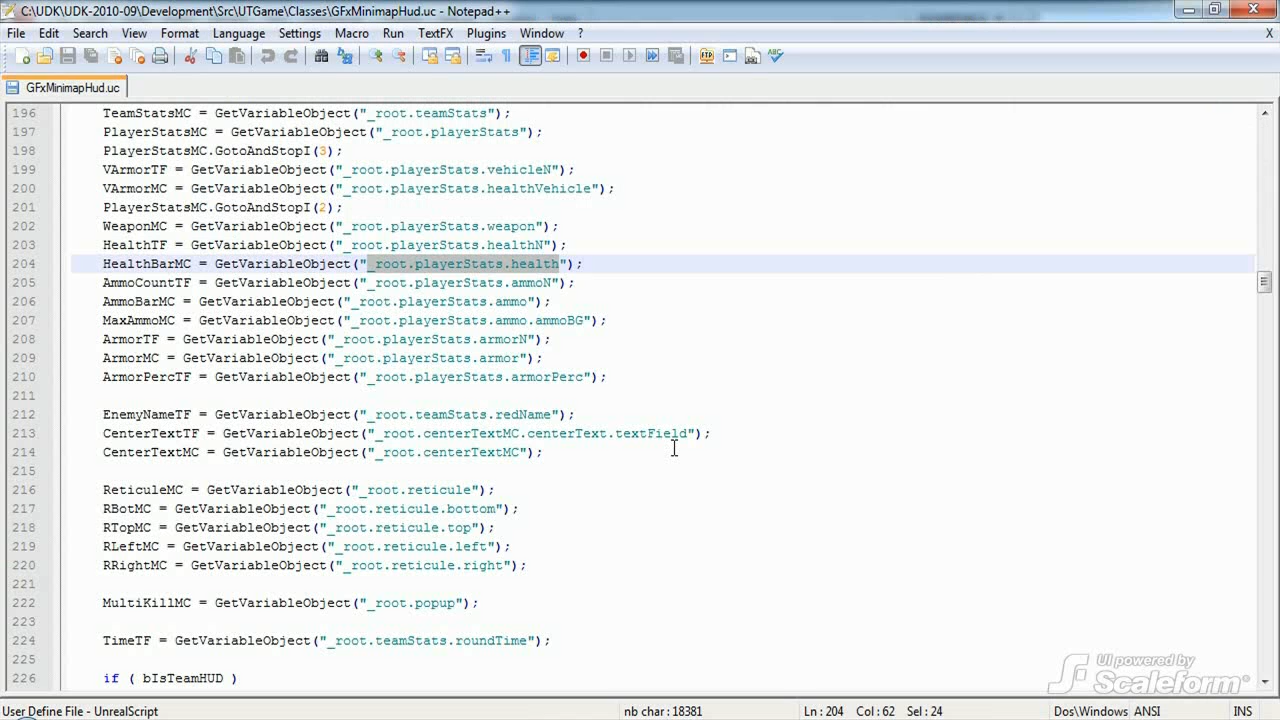 C:\UDK\UDK-2010-09\Development\Src\UTGame\Classes\GFxMinimapHud.uc - Notepad++
File Edit Search View Format Language Settings Macro Run TextFX Plugins Window ? X
GFxMinimapHud.uc
196 TeamStatsMC = GetVariableObject("_root.teamStats");
197 PlayerStatsMC = GetVariableObject("_root.playerStats");
198 PlayerStatsMC.GotoAndStopI(3);
199 VArmorTF = GetVariableObject("_root.playerStats.vehicleN");
200 VArmorMC = GetVariableObject("_root.playerStats.healthVehicle");
201 PlayerStatsMC.GotoAndStopI(2);
202 WeaponMC = GetVariableObject("_root.playerStats.weapon");
203 HealthTF = GetVariableObject("_root.playerStats.healthN");
204 HealthBarMC = GetVariableObject("_root.playerStats.health");
205 AmmoCountTF = GetVariableObject("_root.playerStats.ammoN");
206 AmmoBarMC = GetVariableObject("_root.playerStats.ammo);
207 MaxAmmoMC = GetVariableObject("_root.playerStats.ammo.ammoBG");
208 ArmorTF = GetVariableObject("_root.playerStats.armorN");
209 ArmorMC = GetVariableObject("_root.playerStats.armor");
210 ArmorPercTF = GetVariableObject("_root.playerStats.armorPerc");
211
212 EnemyNameTF = GetVariableObject("_root.teamStats.redName");
213 CenterTextTF = GetVariableObject("_root.centerTextMC.centerText.textField");
214 CenterTextMC = GetVariableObject("_root.centerTextMC");
215
216 ReticuleMC = GetVariableObject("_root.reticule");
217 RBotMC = GetVariableObject("_root.reticule.bottom");
218 RTopMC = GetVariableObject("_root.reticule.top");
219 RLeftMC = GetVariableObject("_root.reticule.left");
220 RRightMC = GetVariableObject("_root.reticule.right");
221
222 MultiKillMC = GetVariableObject("_root.popup");
223
224 TimeTF = GetVariableObject("_root.teamStats.roundTime");
225
226 if ( bIsTeamHUD )
UI powered by
Scaleform
User Define File - UnrealScript nb char : 18381 Ln : 204 Col : 62 Sel : 24 Dos\Windows ANSI INS